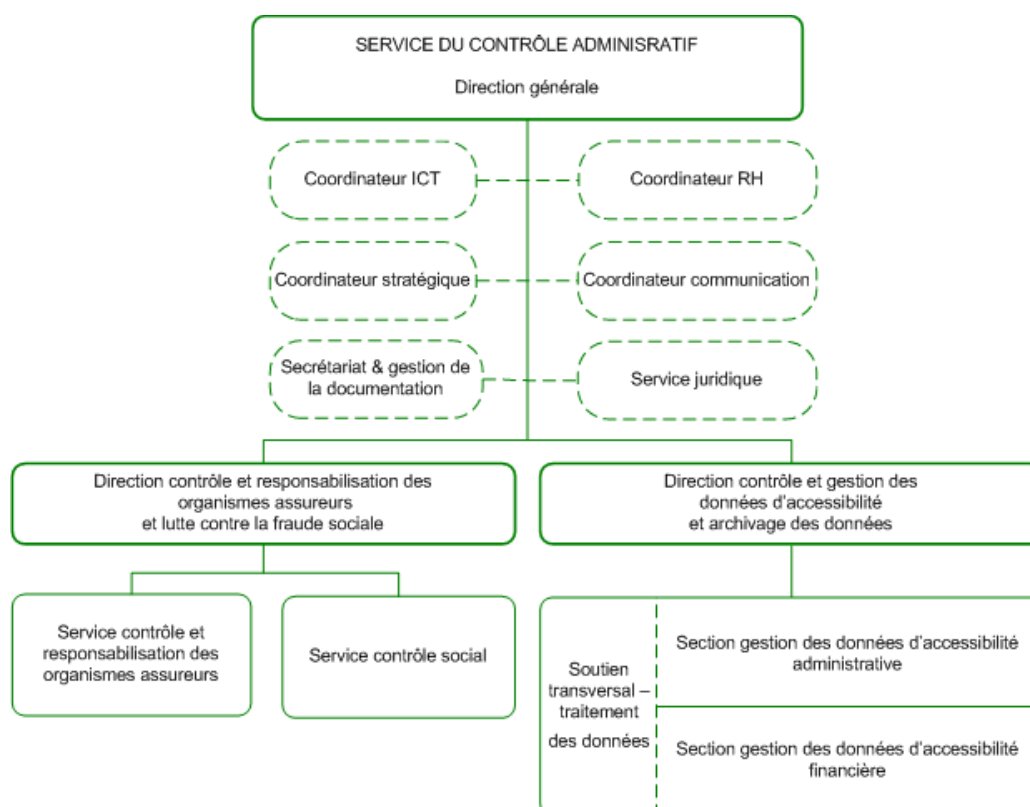 SERVICE DU CONTRÔLE ADMINISRATIF
Direction générale
Coordinateur ICT
Coordinateur RH
Coordinateur stratégique
Coordinateur communication
Secrétariat & gestion de
la documentation
Service juridique
Direction contrôle et responsabilisation des
organismes assureurs
et lutte contre la fraude sociale
Direction contrôle et gestion des
données d'accessibilité
et archivage des données
Service contrôle et
responsabilisation des
organismes assureurs
Service contrôle social
Soutien
transversal –
traitement
des données
Section gestion des données d'accessibilité
administrative
Section gestion des données d'accessibilité
financière